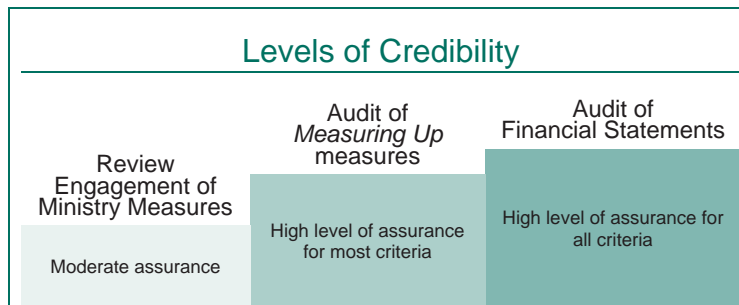 Levels of Credibility
Review
Engagement of
Ministry Measures
Moderate assurance
Audit of
Measuring Up
measures
High level of assurance
for most criteria
Audit of
Financial Statements
High level of assurance for
all criteria